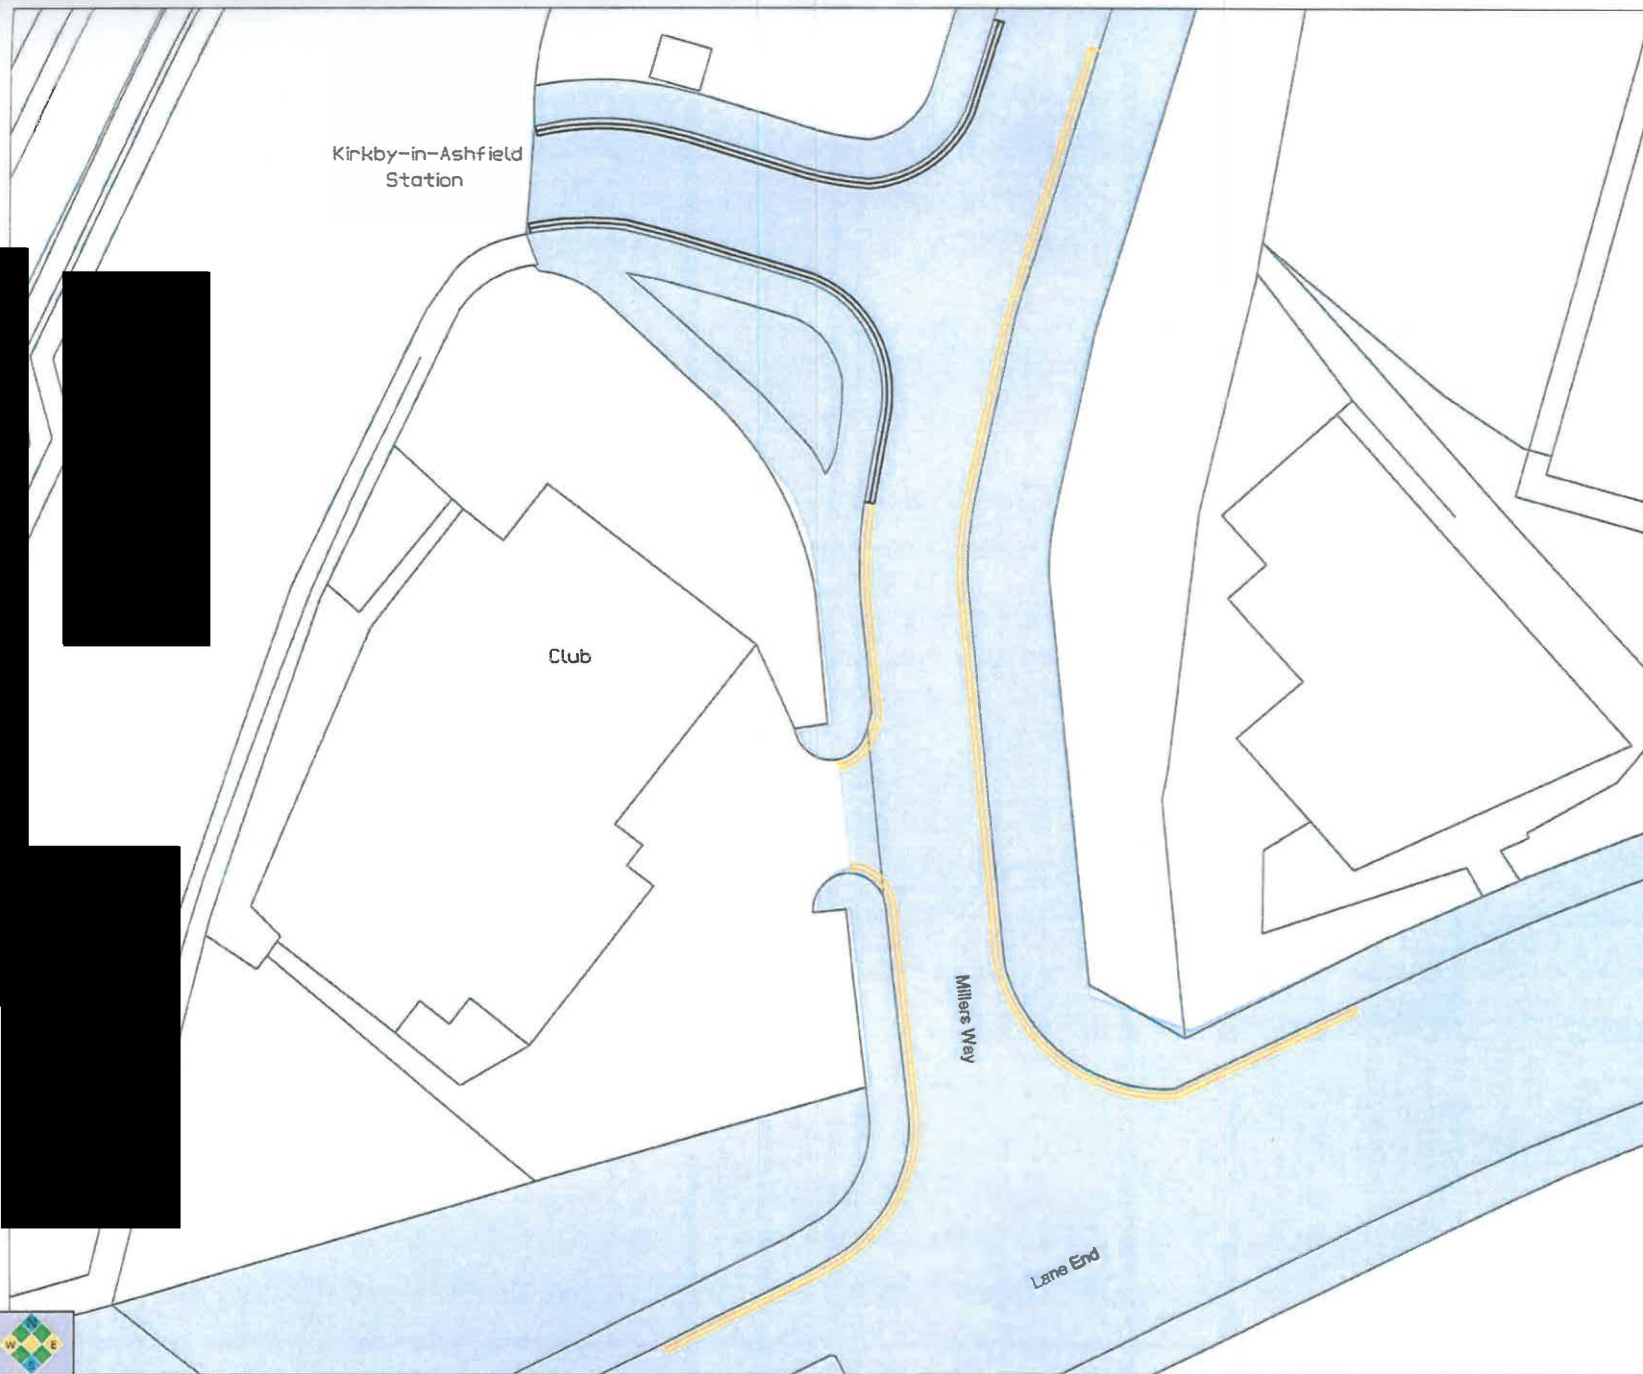 Kirkby-in-Ashfield
Station
Club
Millers Way
Lane End
N
W E
S